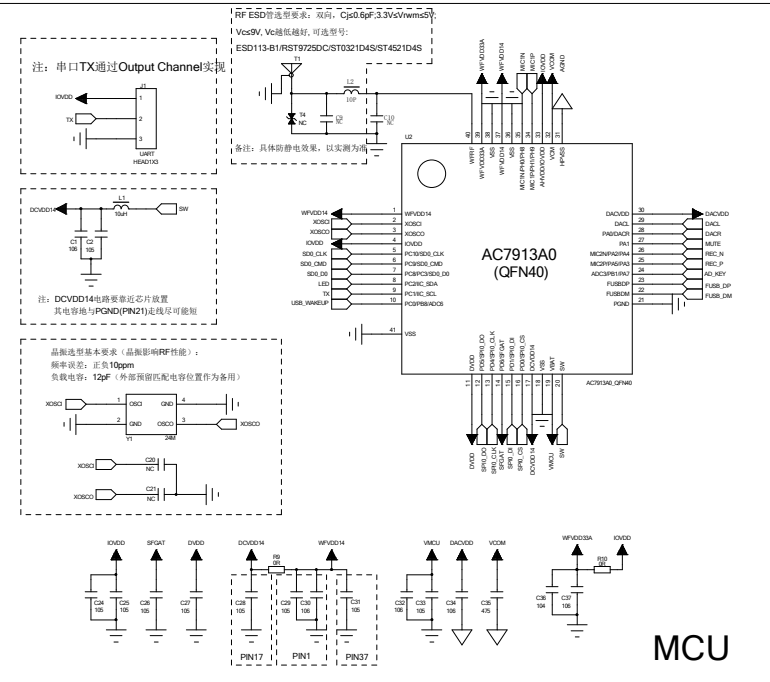 RF ESD管选型要求：双向，Cj≤0.6pF;3.3V≤Vrwm≤5V;
Vc≤9V, Vc越低越好, 可选型号:
ESD113-B1/RST9725DC/ST0321D4S/ST4521D4S
T1
L2
10P
T4
NC
C9
NC
C10
NC
备注：具体防静电效果，以实测为准
注：串口TX通过Output Channel实现
J1
IOVDD
1
TX
2
3
UART
HEAD1X3
DCVDD14
L1
10uH
SW
C1
106
C2
105
注：DCVDD14电路要靠近芯片放置
其电容地与PGND(PIN21)走线尽可能短
晶振选型基本要求（晶振影响RF性能）：
频率误差：正负10ppm
负载电容：12pF（外部预留匹配电容位置作为备用）
XOSCI
1
OSCI
GND
4
2
GND
OSCO
3
XOSCO
Y1
24M
XOSCI
C20
NC
XOSCO
C21
NC
WFVDD33A
WFVDD14
MIC1N
MIC1P
IOVDD
VCOM
AGND
40
39
38
37
36
35
34
33
32
31
U2
WFRF
WFVDD33A
VSS
WFVDD14
VSS
MIC1N/PH0/PH8
MIC1P/PH1/PH9
AHVDD/IOVDD
VCM
HPVSS
AC7913A0
(QFN40)
WFVDD14
1
WFVDD14
XOSCI
2
XOSCI
XOSCO
3
XOSCO
IOVDD
4
IOVDD
SD0_CLK
5
PC10/SD0_CLK
SD0_CMD
6
PC9/SD0_CMD
SD0_D0
7
PC8/PC3/SD0_D0
LED
8
PC2/IIC_SDA
TX
9
PC1/IIC_SCL
USB_WAKEUP
10
PC0/PB8/ADC6
41
VSS
DACVDD
30
DACVDD
DACL
29
DACL
PA0/DACR
28
DACR
PA1
27
MUTE
MIC2N/PA2/PA4
26
REC_N
MIC2P/PA5/PA3
25
REC_P
ADC3/PB1/PA7
24
AD_KEY
FUSBDP
23
FUSB_DP
FUSBDM
22
FUSB_DM
PGND
21
DVDD
PD5/SPI0_DO
PD4/SPI0_CLK
PD6/SFGAT
PD1/SPI0_DI
PD0/SPI0_CS
DCVDD14
VSS
VBAT
SW
11
12
13
14
15
16
17
18
19
20
AC7913A0_QFN40
DVDD
SPI0_DO
SPI0_CLK
SFGAT
SPI0_DI
SPI0_CS
DCVDD14
VMCU
SW
IOVDD
C24
105
C25
105
SFGAT
C26
105
DVDD
C27
105
DCVDD14
R9
0R
WFVDD14
C28
105
C29
105
C30
106
C31
105
PIN17
PIN1
PIN37
VMCU
C32
106
C33
105
DACVDD
C34
106
VCOM
C35
475
WFVDD33A
R10
0R
IOVDD
C36
104
C37
106
MCU